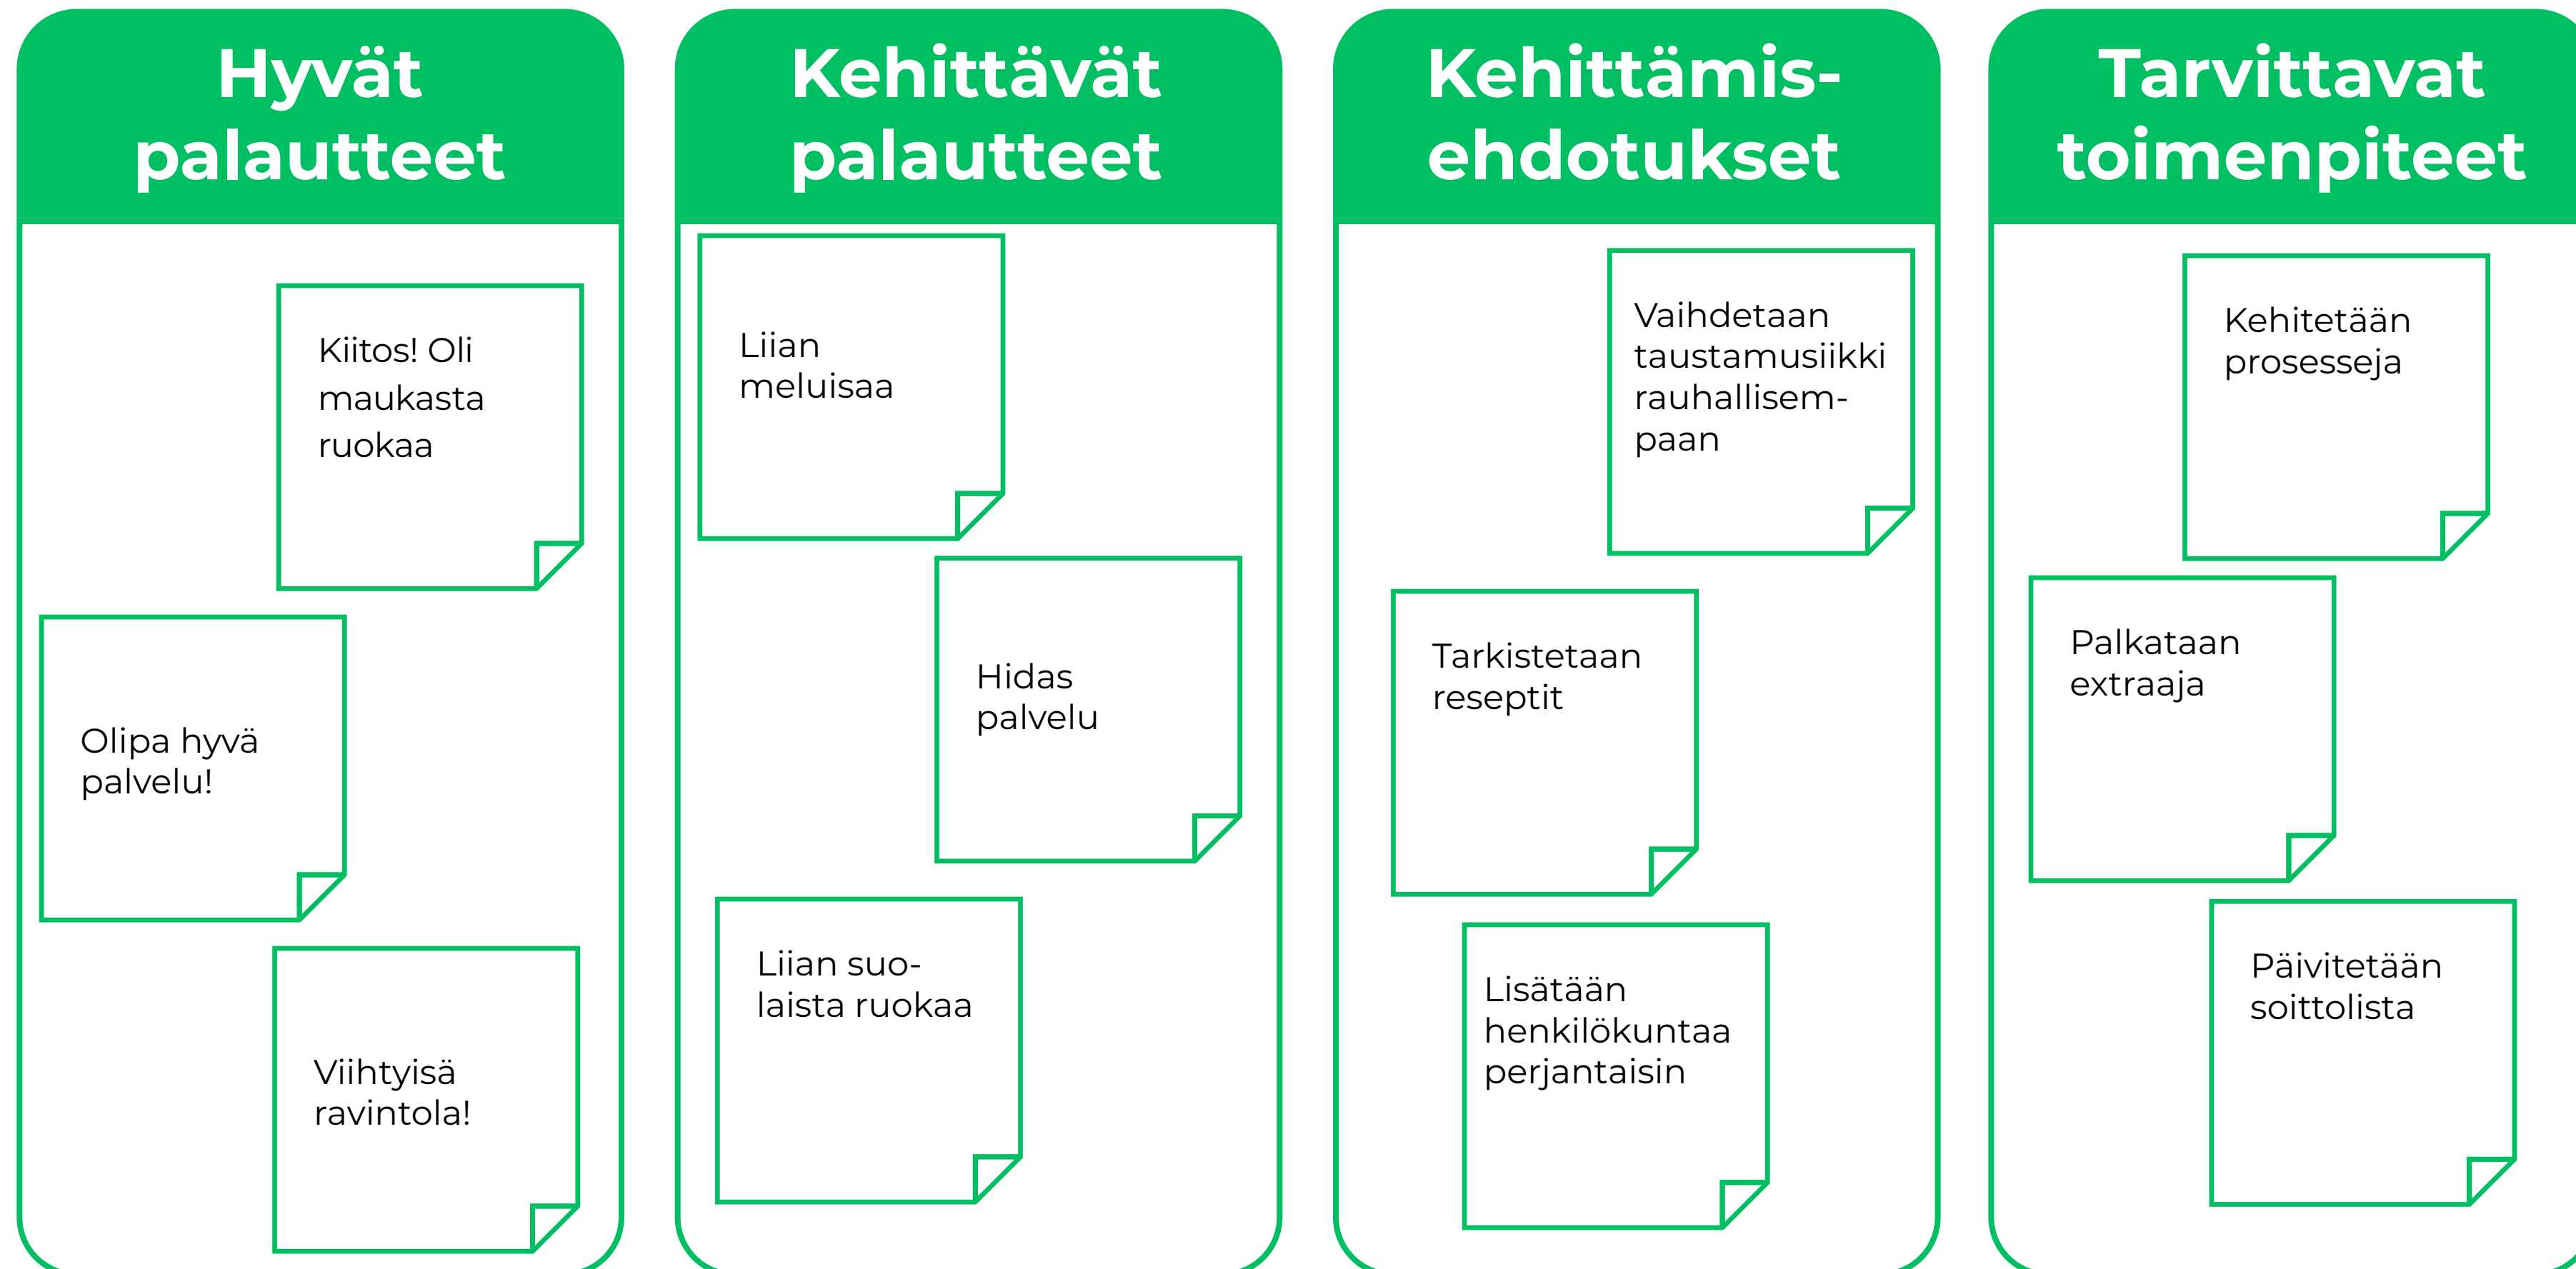 Hyvät
palautteet
Kiitos! Oli
maukasta
ruokaa
Olipa hyvä
palvelu!
Viihtyisä
ravintola!
Kehittävät
palautteet
Liian
meluisaa
Hidas
palvelu
Liian suo-
laista ruokaa
Kehittämis-
ehdotukset
Vaihdetaan
taustamusiikki
rauhallisem-
paan
Tarkistetaan
reseptit
Lisätään
henkilökuntaa
perjantaisin
Tarvittavat
toimenpiteet
Kehitetään
prosesseja
Palkataan
extraaja
Päivitetään
soittolista